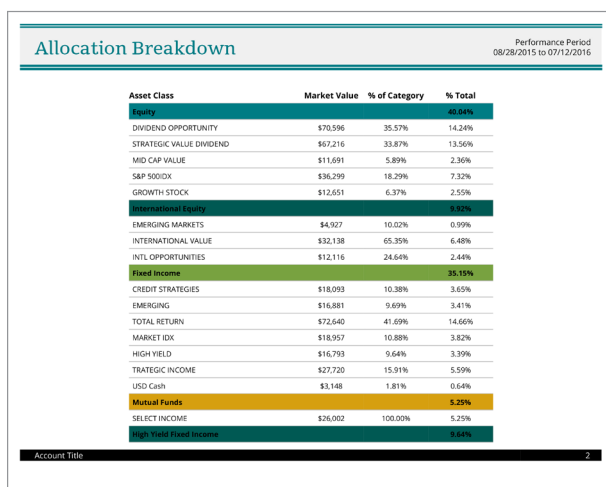 Allocation Breakdown
Performance Period
08/28/2015 to 07/12/2016
Asset Class Market Value % of Category % Total
Equity 40.04%
DIVIDEND OPPORTUNITY $70,596 35.57% 14.24%
STRATEGIC VALUE DIVIDEND $67,216 33.87% 13.56%
MID CAP VALUE $11,691 5.89% 2.36%
S&P 500IDX $36,299 18.29% 7.32%
GROWTH STOCK $12,651 6.37% 2.55%
International Equity 9.92%
EMERGING MARKETS $4,927 10.02% 0.99%
INTERNATIONAL VALUE $32,138 65.35% 6.48%
INTL OPPORTUNITIES $12,116 24.64% 2.44%
Fixed Income 35.15%
CREDIT STRATEGIES $18,093 10.38% 3.65%
EMERGING $16,881 9.69% 3.41%
TOTAL RETURN $72,640 41.69% 14.66%
MARKET IDX $18,957 10.88% 3.82%
HIGH YIELD $16,793 9.64% 3.39%
TRATEGIC INCOME $27,720 15.91% 5.59%
USD Cash $3,148 1.81% 0.64%
Mutual Funds 5.25%
SELECT INCOME $26,002 100.00% 5.25%
High Yield Fixed Income 9.64%
Account Title 2